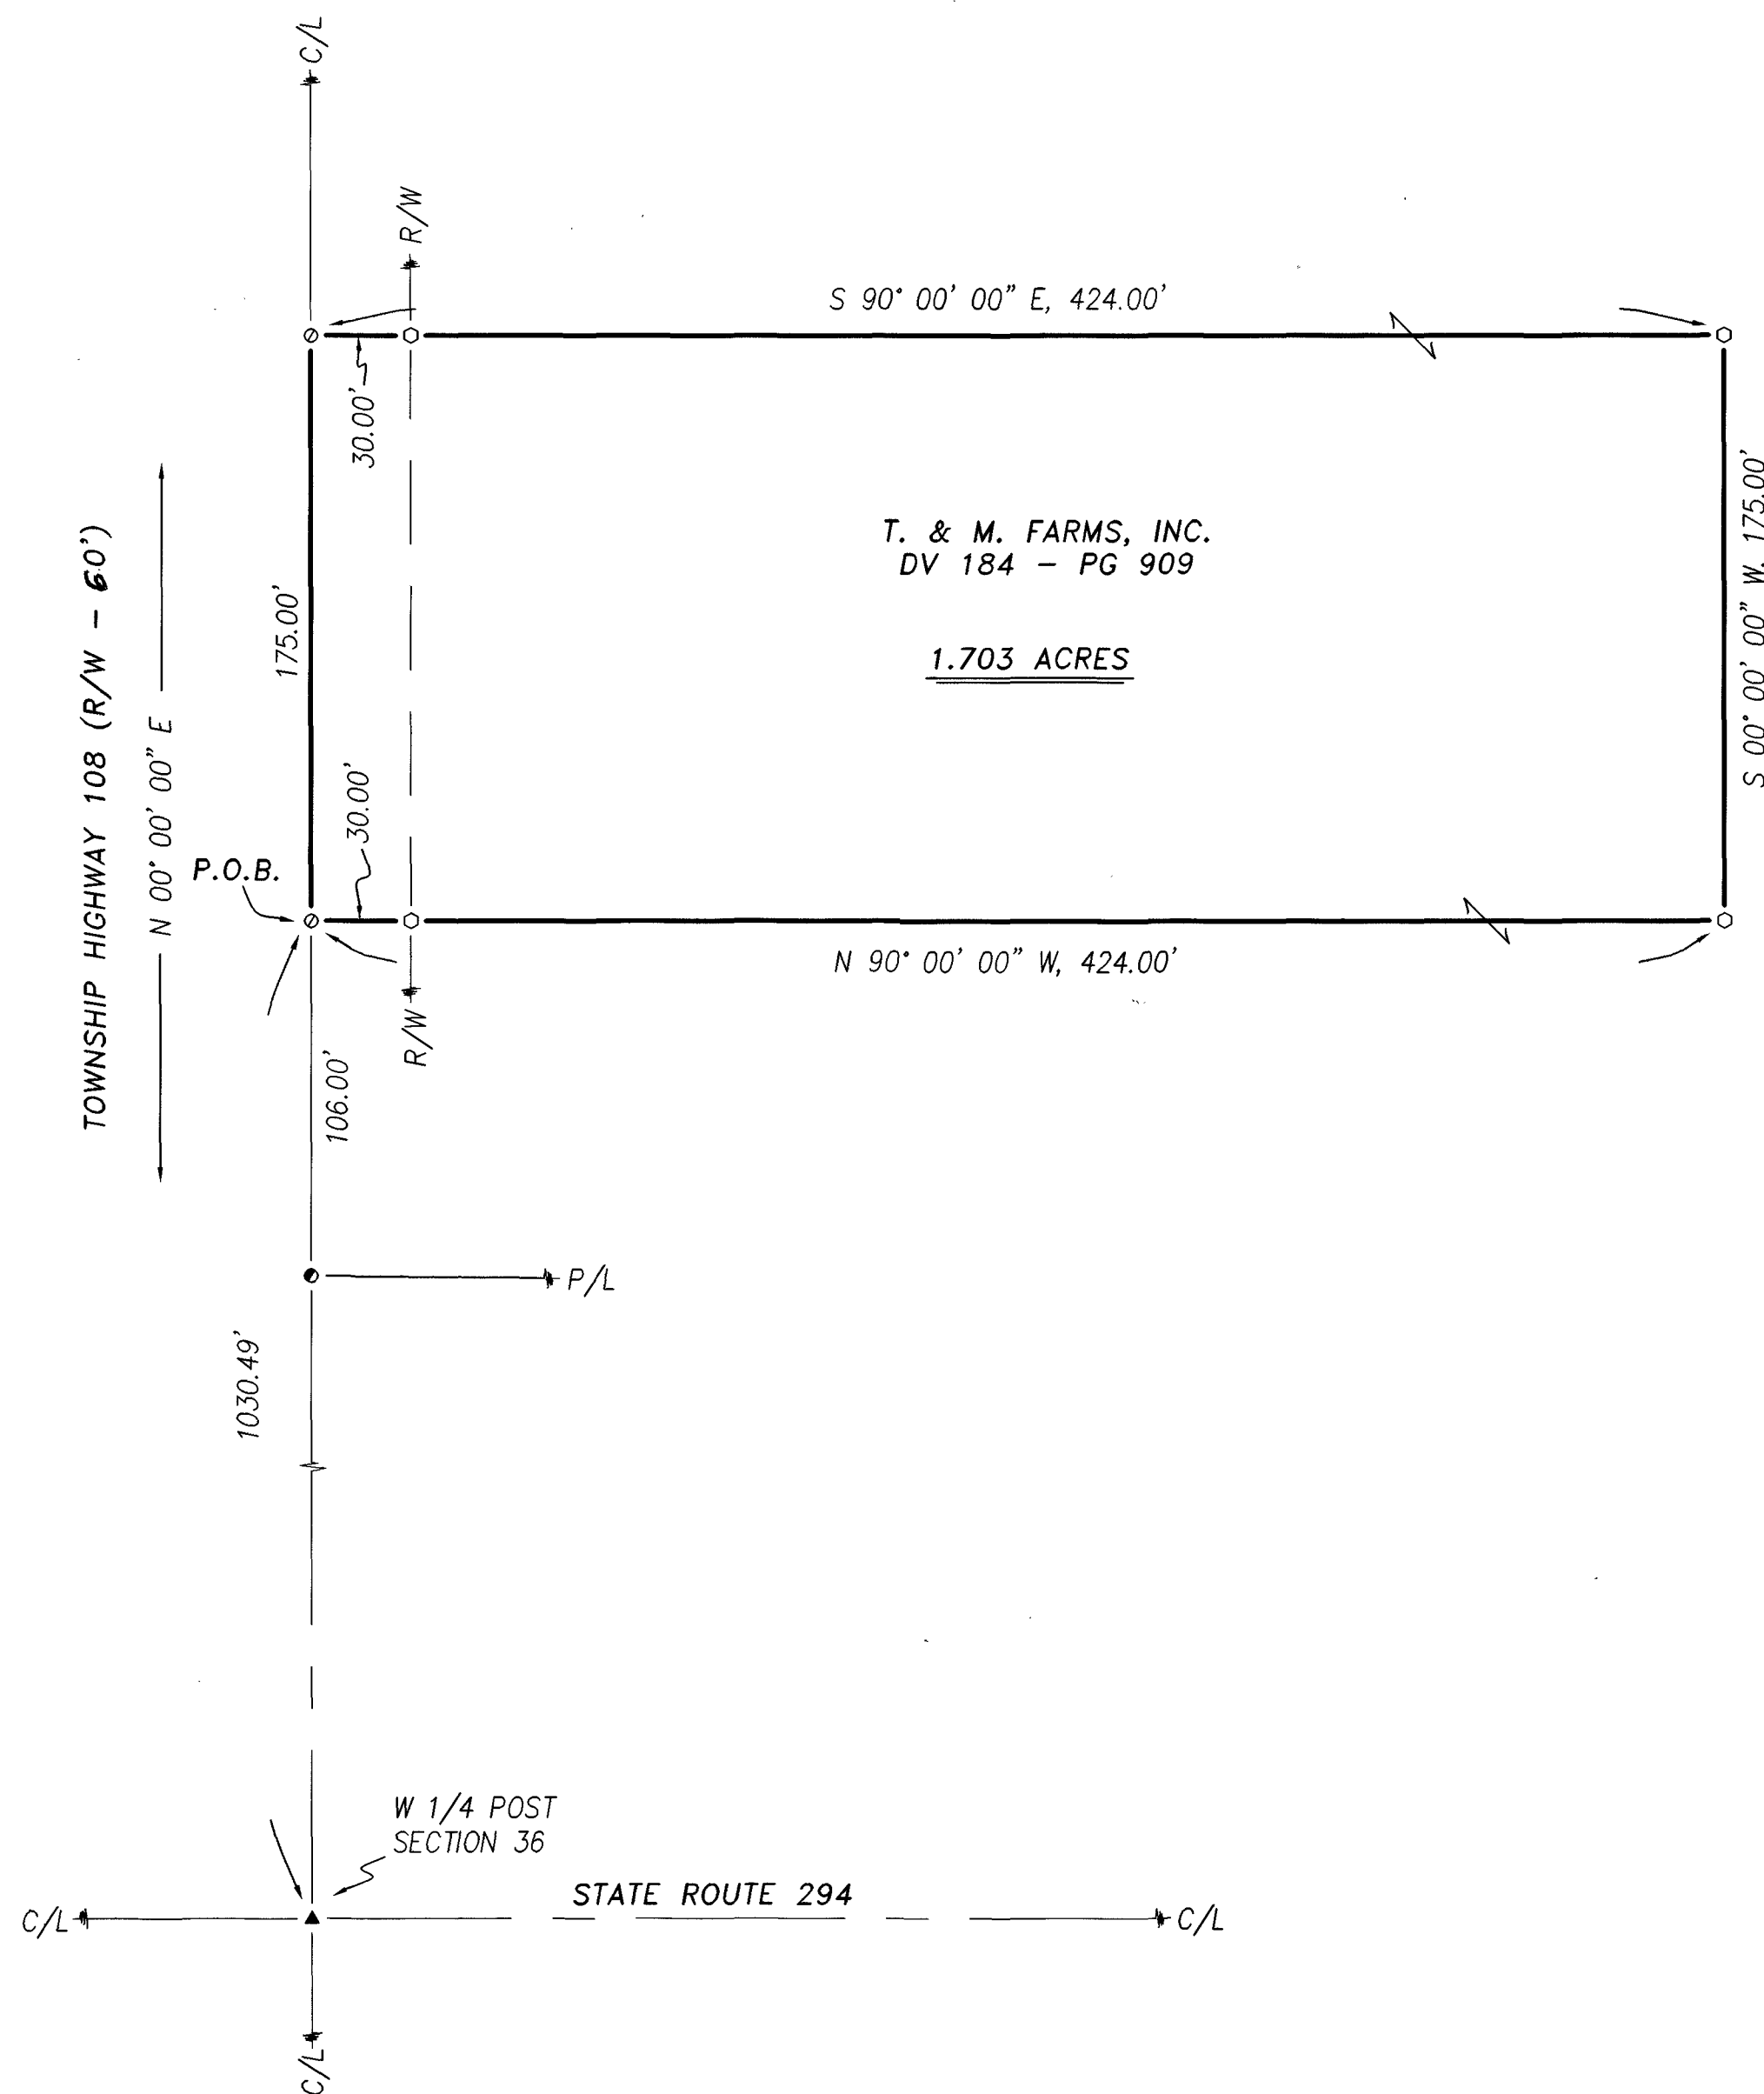 C/L
R/W
S 90° 00' 00" E, 424.00'
30.00'
T. & M. FARMS, INC.
DV 184 - PG 909
1.703 ACRES
175.00'
S 00° 00' 00" W, 175.00'
TOWNSHIP HIGHWAY 108 (R/W - 60')
N 00° 00' 00" E
30.00'
P.O.B.
N 90° 00' 00" W, 424.00'
R/W
106.00'
P/L
1030.49'
W 1/4 POST
SECTION 36
STATE ROUTE 294
C/L
C/L
C/L